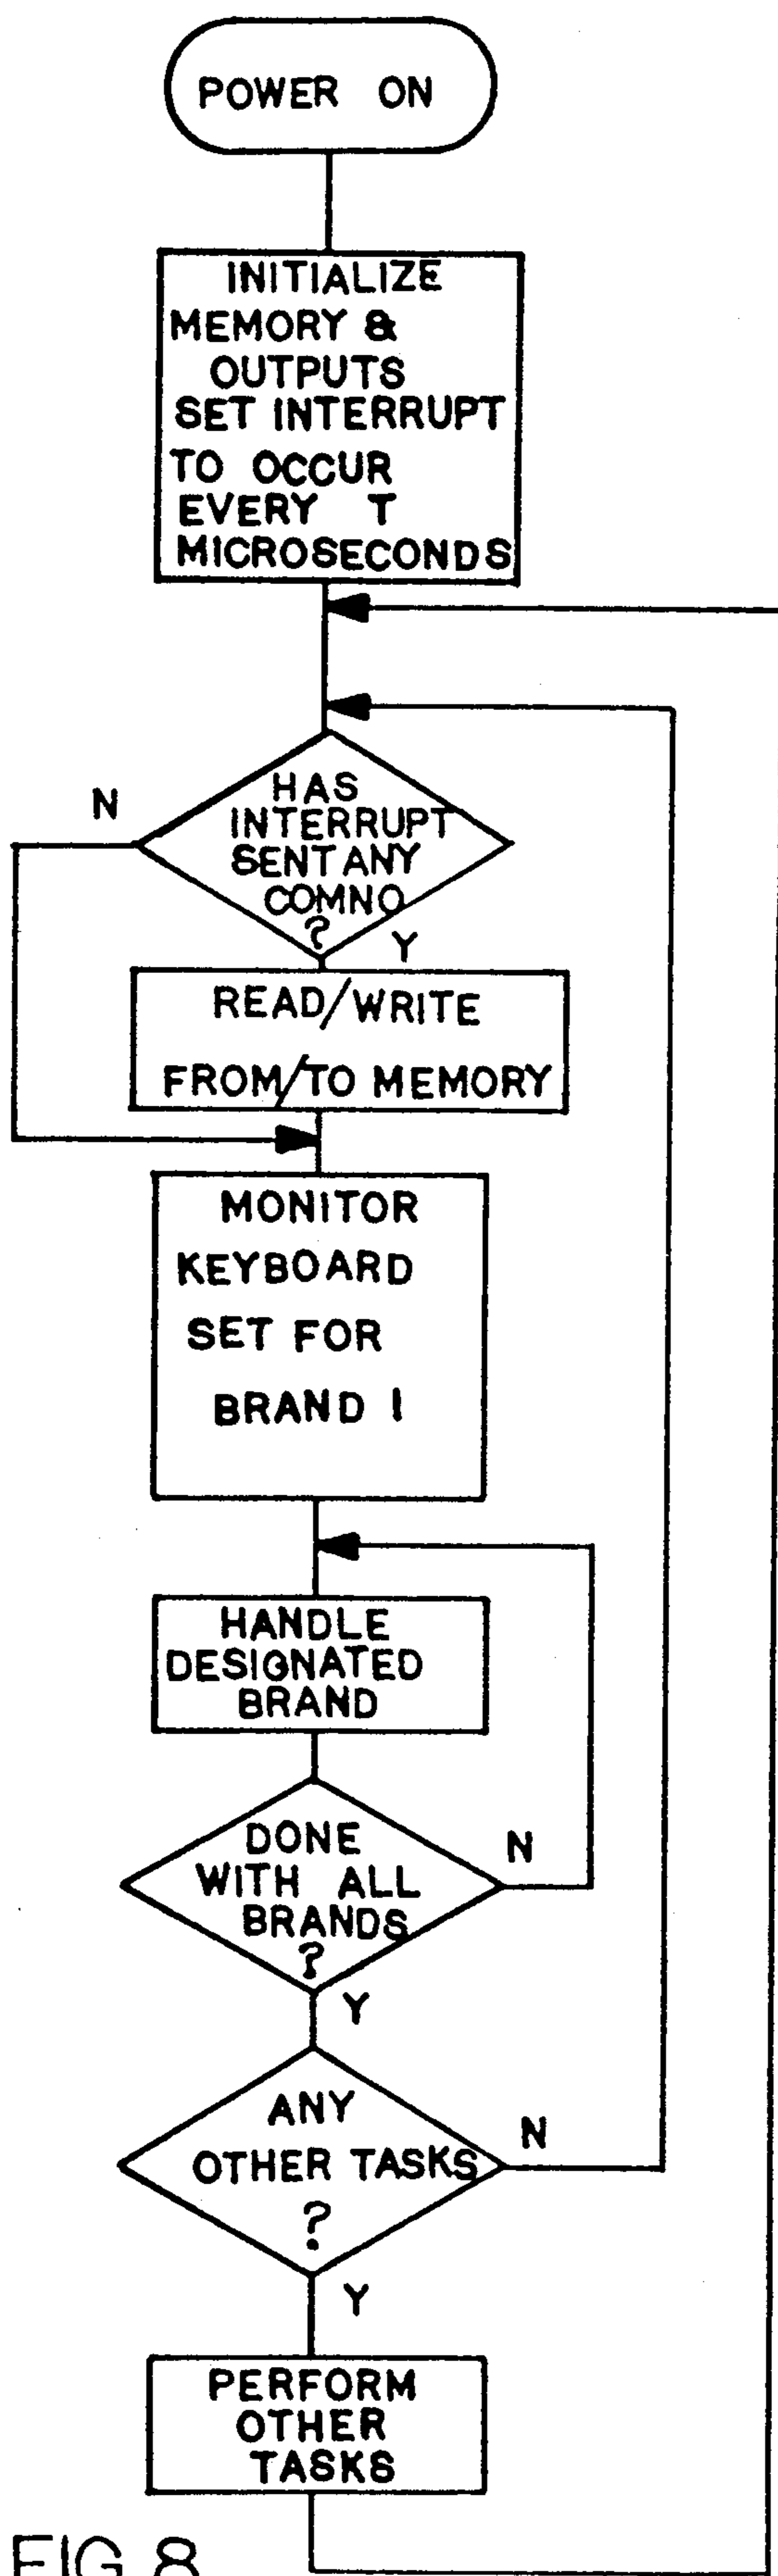 POWER ON
INITIALIZE
MEMORY &
OUTPUTS
SET INTERRUPT
TO OCCUR
EVERY T
MICROSECONDS
N
HAS
INTERRUPT
SENT ANY
COMNO
?
Y
READ/WRITE
FROM/TO MEMORY
MONITOR
KEYBOARD
SET FOR
BRAND 1
HANDLE
DESIGNATED
BRAND
DONE
WITH ALL
BRANDS
?
N
Y
ANY
OTHER TASKS
?
N
Y
PERFORM
OTHER
TASKS
FIG 8